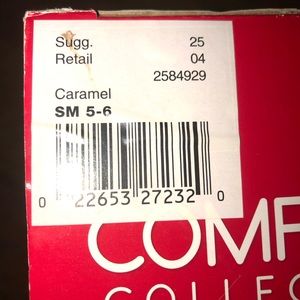 Sugg. 25
Retail 04
2584929
Caramel
SM 5-6
0 22653 27232 0
COMF
COLLEC